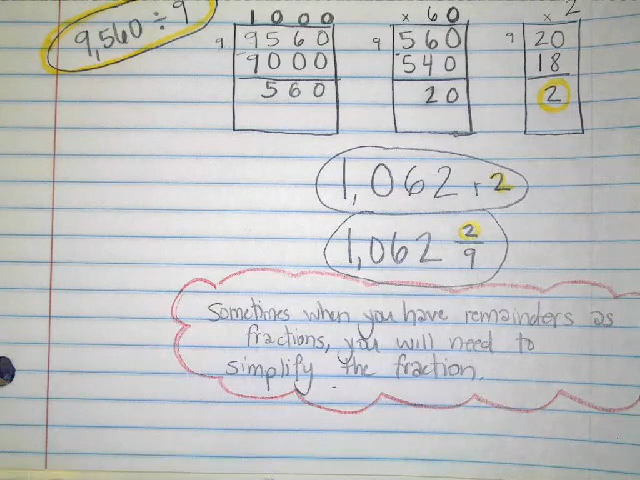 9,560 ÷ 9
1000 × 60 × 2
9 9560 9 560 9 20
9000 540 18
560 20 2
1,062 r 2
1,062 2/9
Sometimes when you have remainders as
fractions, you will need to
simplify the fraction.